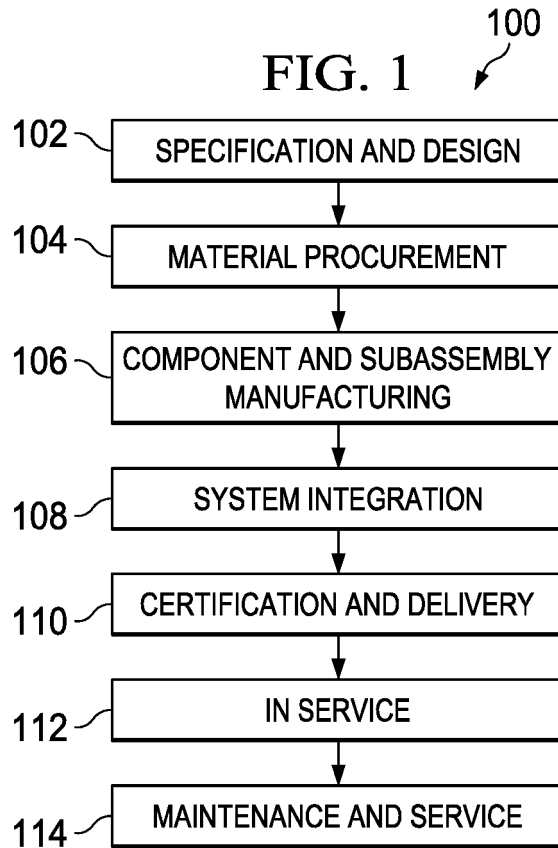 100
FIG. 1
102
SPECIFICATION AND DESIGN
104
MATERIAL PROCUREMENT
106
COMPONENT AND SUBASSEMBLY
MANUFACTURING
108
SYSTEM INTEGRATION
110
CERTIFICATION AND DELIVERY
112
IN SERVICE
114
MAINTENANCE AND SERVICE